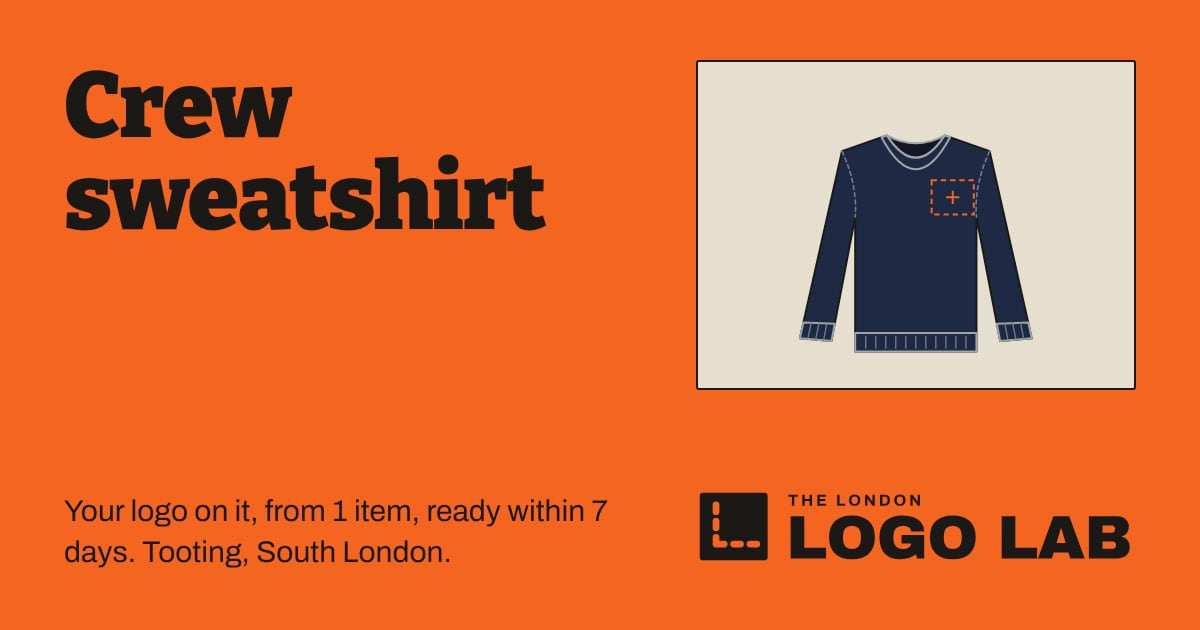 Crew
sweatshirt
Your logo on it, from 1 item, ready within 7
days. Tooting, South London.
THE LONDON
LOGO LAB